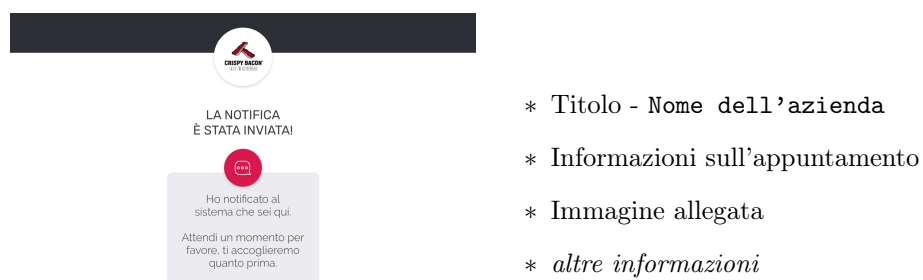 CRISPY BACON
LA NOTIFICA
È STATA INVIATA!
Ho notificato al
sistema che sei qui.
Attendi un momento per
favore, ti accoglieremo
quanto prima.
* Titolo - Nome dell'azienda
* Informazioni sull'appuntamento
* Immagine allegata
* altre informazioni